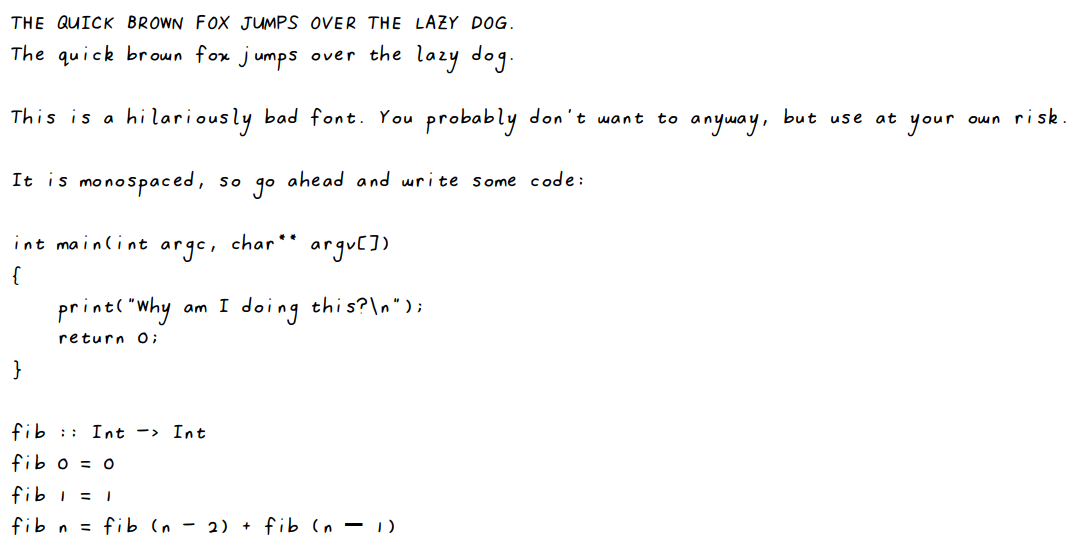 THE QUICK BROWN FOX JUMPS OVER THE LAZY DOG.
The quick brown fox jumps over the lazy dog.
This is a hilariously bad font. You probably don't want to anyway, but use at your own risk.
It is monospaced, so go ahead and write some code:
int main(int argc, char** argv[])
{
    print("Why am I doing this?\n");
    return 0;
}
fib :: Int -> Int
fib 0 = 0
fib 1 = 1
fib n = fib (n - 2) + fib (n — 1)